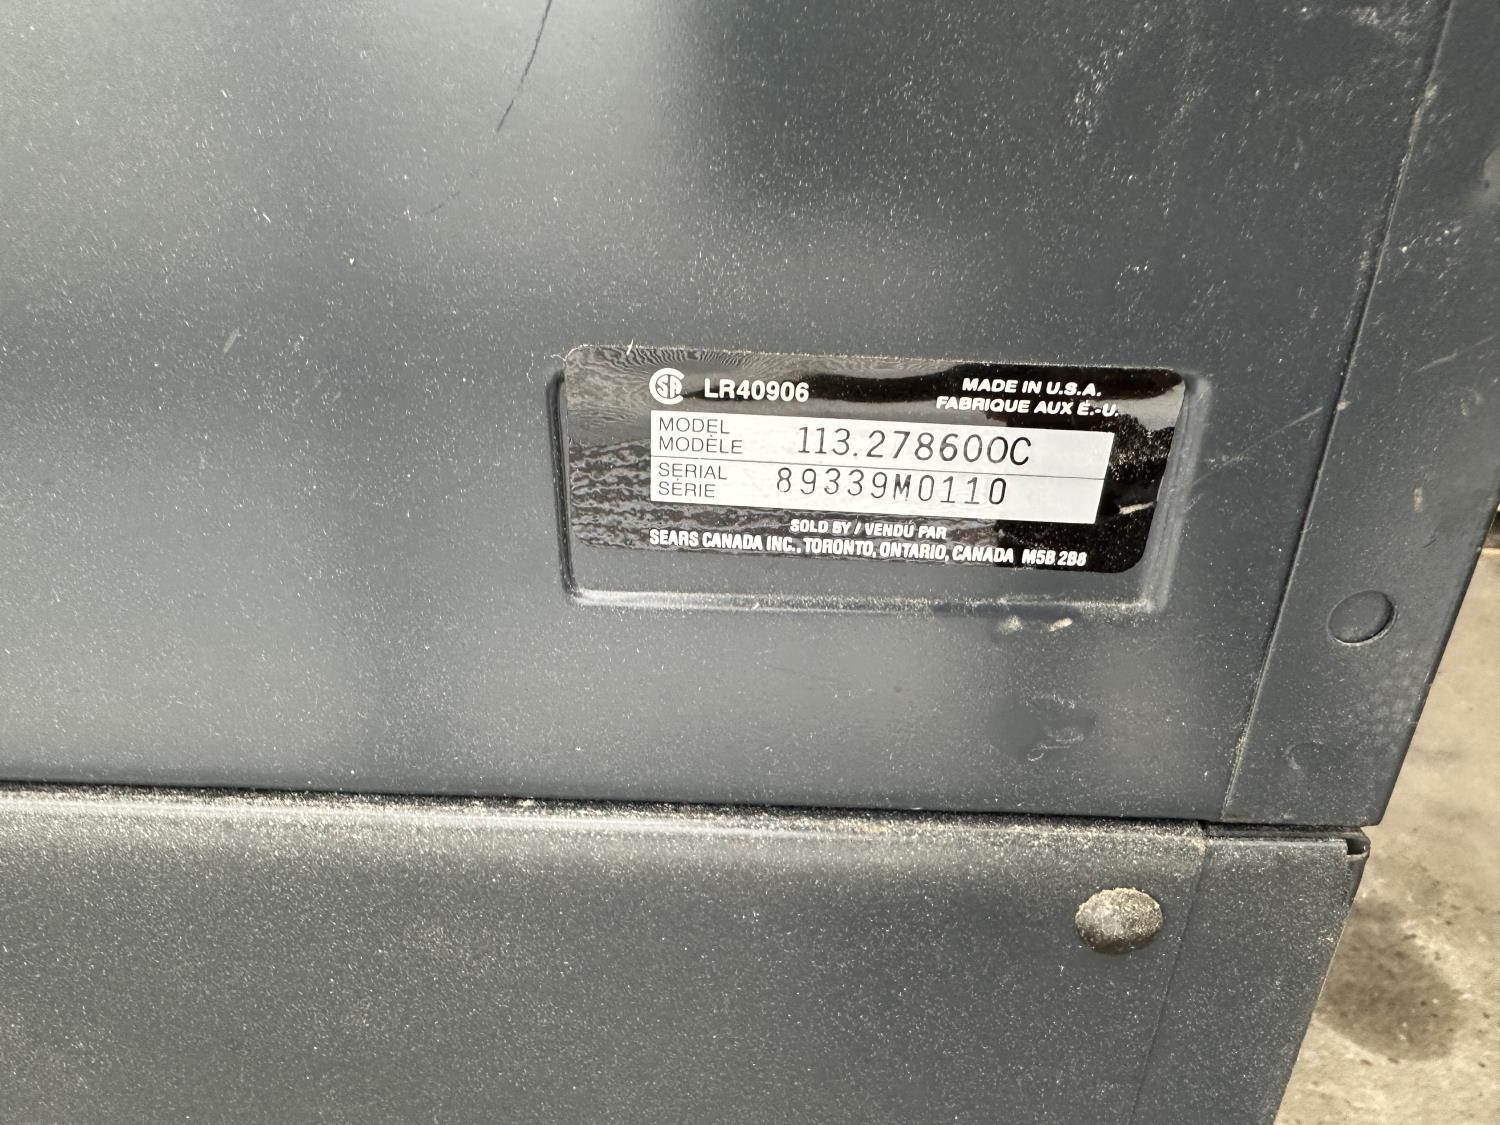 SA LR40906
MADE IN U.S.A.
FABRIQUE AUX É.-U.
MODEL
MODÈLE 113.278600C
SERIAL
SÉRIE 89339M0110
SOLD BY / VENDU PAR
SEARS CANADA INC., TORONTO, ONTARIO, CANADA M5B 2B8